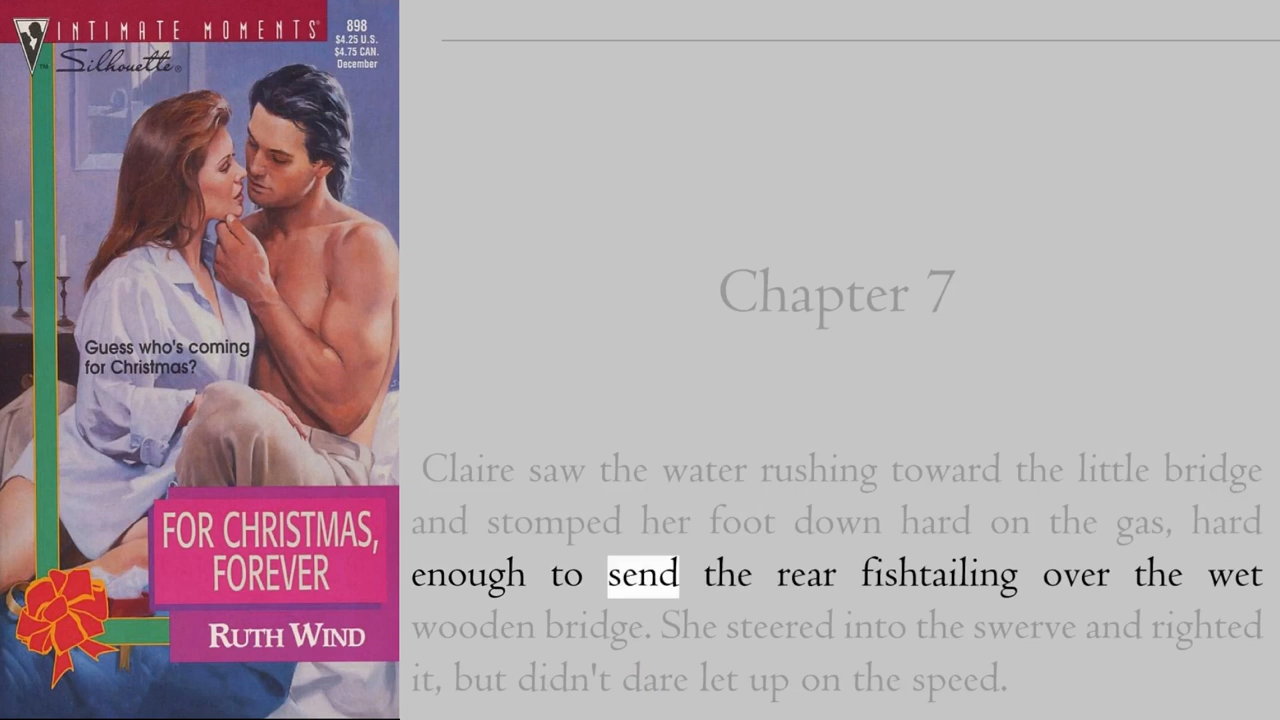 INTIMATE MOMENTS®
898
$4.25 U.S.
$4.75 CAN.
December
Silhouette®
TM
Guess who's coming
for Christmas?
FOR CHRISTMAS,
FOREVER
RUTH WIND
Chapter 7
Claire saw the water rushing toward the little bridge
and stomped her foot down hard on the gas, hard
enough to send the rear fishtailing over the wet
wooden bridge. She steered into the swerve and righted
it, but didn't dare let up on the speed.